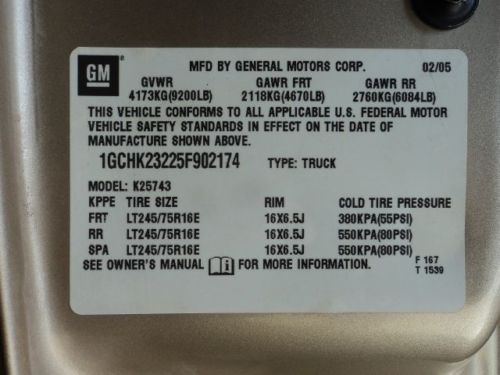 GM
MFD BY GENERAL MOTORS CORP. 02/05
GVWR GAWR FRT GAWR RR
4173KG(9200LB) 2118KG(4670LB) 2760KG(6084LB)
THIS VEHICLE CONFORMS TO ALL APPLICABLE U.S. FEDERAL MOTOR
VEHICLE SAFETY STANDARDS IN EFFECT ON THE DATE OF
MANUFACTURE SHOWN ABOVE.
1GCHK23225F902174 TYPE: TRUCK
MODEL: K25743
KPPE TIRE SIZE RIM COLD TIRE PRESSURE
FRT LT245/75R16E 16X6.5J 380KPA(55PSI)
RR LT245/75R16E 16X6.5J 550KPA(80PSI)
SPA LT245/75R16E 16X6.5J 550KPA(80PSI)
SEE OWNER'S MANUAL i FOR MORE INFORMATION.
F 167
T 1539